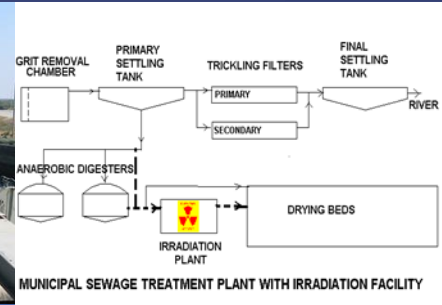 GRIT REMOVAL
CHAMBER
PRIMARY
SETTLING
TANK
TRICKLING FILTERS
PRIMARY
SECONDARY
FINAL
SETTLING
TANK
RIVER
ANAEROBIC DIGESTERS
IRRADIATION
PLANT
DRYING BEDS
MUNICIPAL SEWAGE TREATMENT PLANT WITH IRRADIATION FACILITY